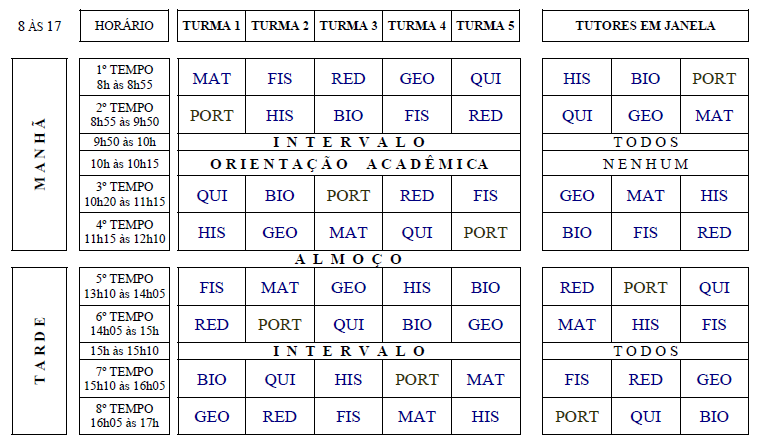 8 ÀS 17 HORÁRIO TURMA 1 TURMA 2 TURMA 3 TURMA 4 TURMA 5 TUTORES EM JANELA
MANHÃ
1º TEMPO
8h às 8h55
MAT FIS RED GEO QUI HIS BIO PORT
2º TEMPO
8h55 às 9h50
PORT HIS BIO FIS RED QUI GEO MAT
9h50 às 10h INTERVALO TODOS
10h às 10h15 ORIENTAÇÃO ACADÊMICA NENHUM
3º TEMPO
10h20 às 11h15
QUI BIO PORT RED FIS GEO MAT HIS
4º TEMPO
11h15 às 12h10
HIS GEO MAT QUI PORT BIO FIS RED
ALMOÇO
TARDE
5º TEMPO
13h10 às 14h05
FIS MAT GEO HIS BIO RED PORT QUI
6º TEMPO
14h05 às 15h
RED PORT QUI BIO GEO MAT HIS FIS
15h às 15h10 INTERVALO TODOS
7º TEMPO
15h10 às 16h05
BIO QUI HIS PORT MAT FIS RED GEO
8º TEMPO
16h05 às 17h
GEO RED FIS MAT HIS PORT QUI BIO